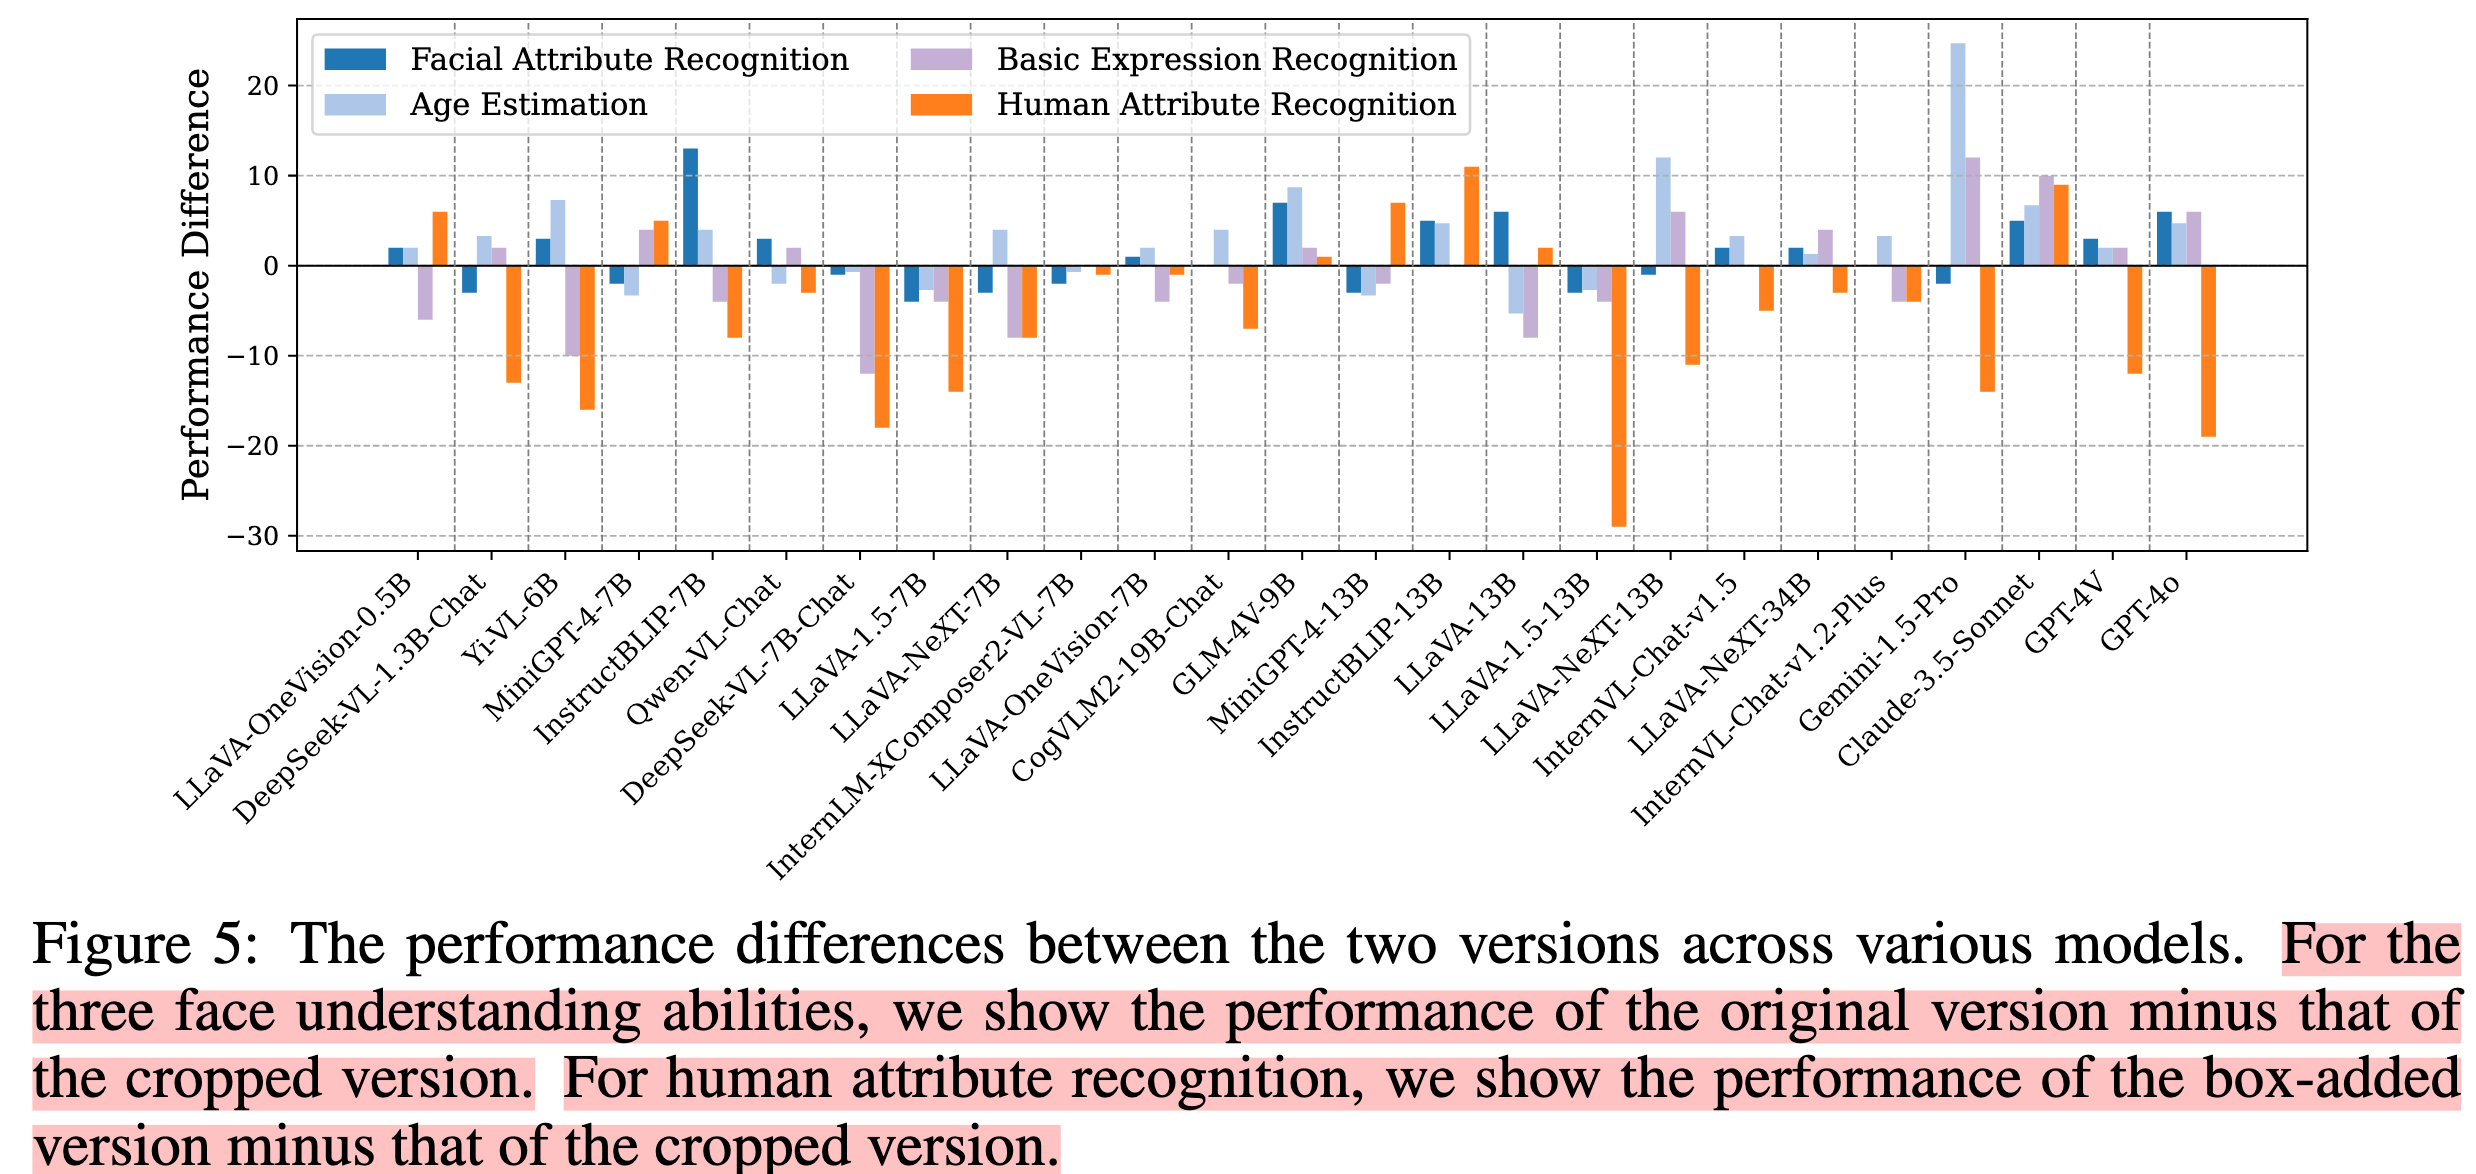 Facial Attribute Recognition
Age Estimation
Basic Expression Recognition
Human Attribute Recognition
Performance Difference
20
10
0
−10
−20
−30
LLaVA-OneVision-0.5B
DeepSeek-VL-1.3B-Chat
Yi-VL-6B
MiniGPT-4-7B
InstructBLIP-7B
Qwen-VL-Chat
DeepSeek-VL-7B-Chat
LLaVA-1.5-7B
LLaVA-NeXT-7B
InternLM-XComposer2-VL-7B
LLaVA-OneVision-7B
CogVLM2-19B-Chat
GLM-4V-9B
MiniGPT-4-13B
InstructBLIP-13B
LLaVA-13B
LLaVA-1.5-13B
LLaVA-NeXT-13B
InternVL-Chat-v1.5
LLaVA-NeXT-34B
InternVL-Chat-v1.2-Plus
Gemini-1.5-Pro
Claude-3.5-Sonnet
GPT-4V
GPT-4o
Figure 5: The performance differences between the two versions across various models. For the
three face understanding abilities, we show the performance of the original version minus that of
the cropped version. For human attribute recognition, we show the performance of the box-added
version minus that of the cropped version.